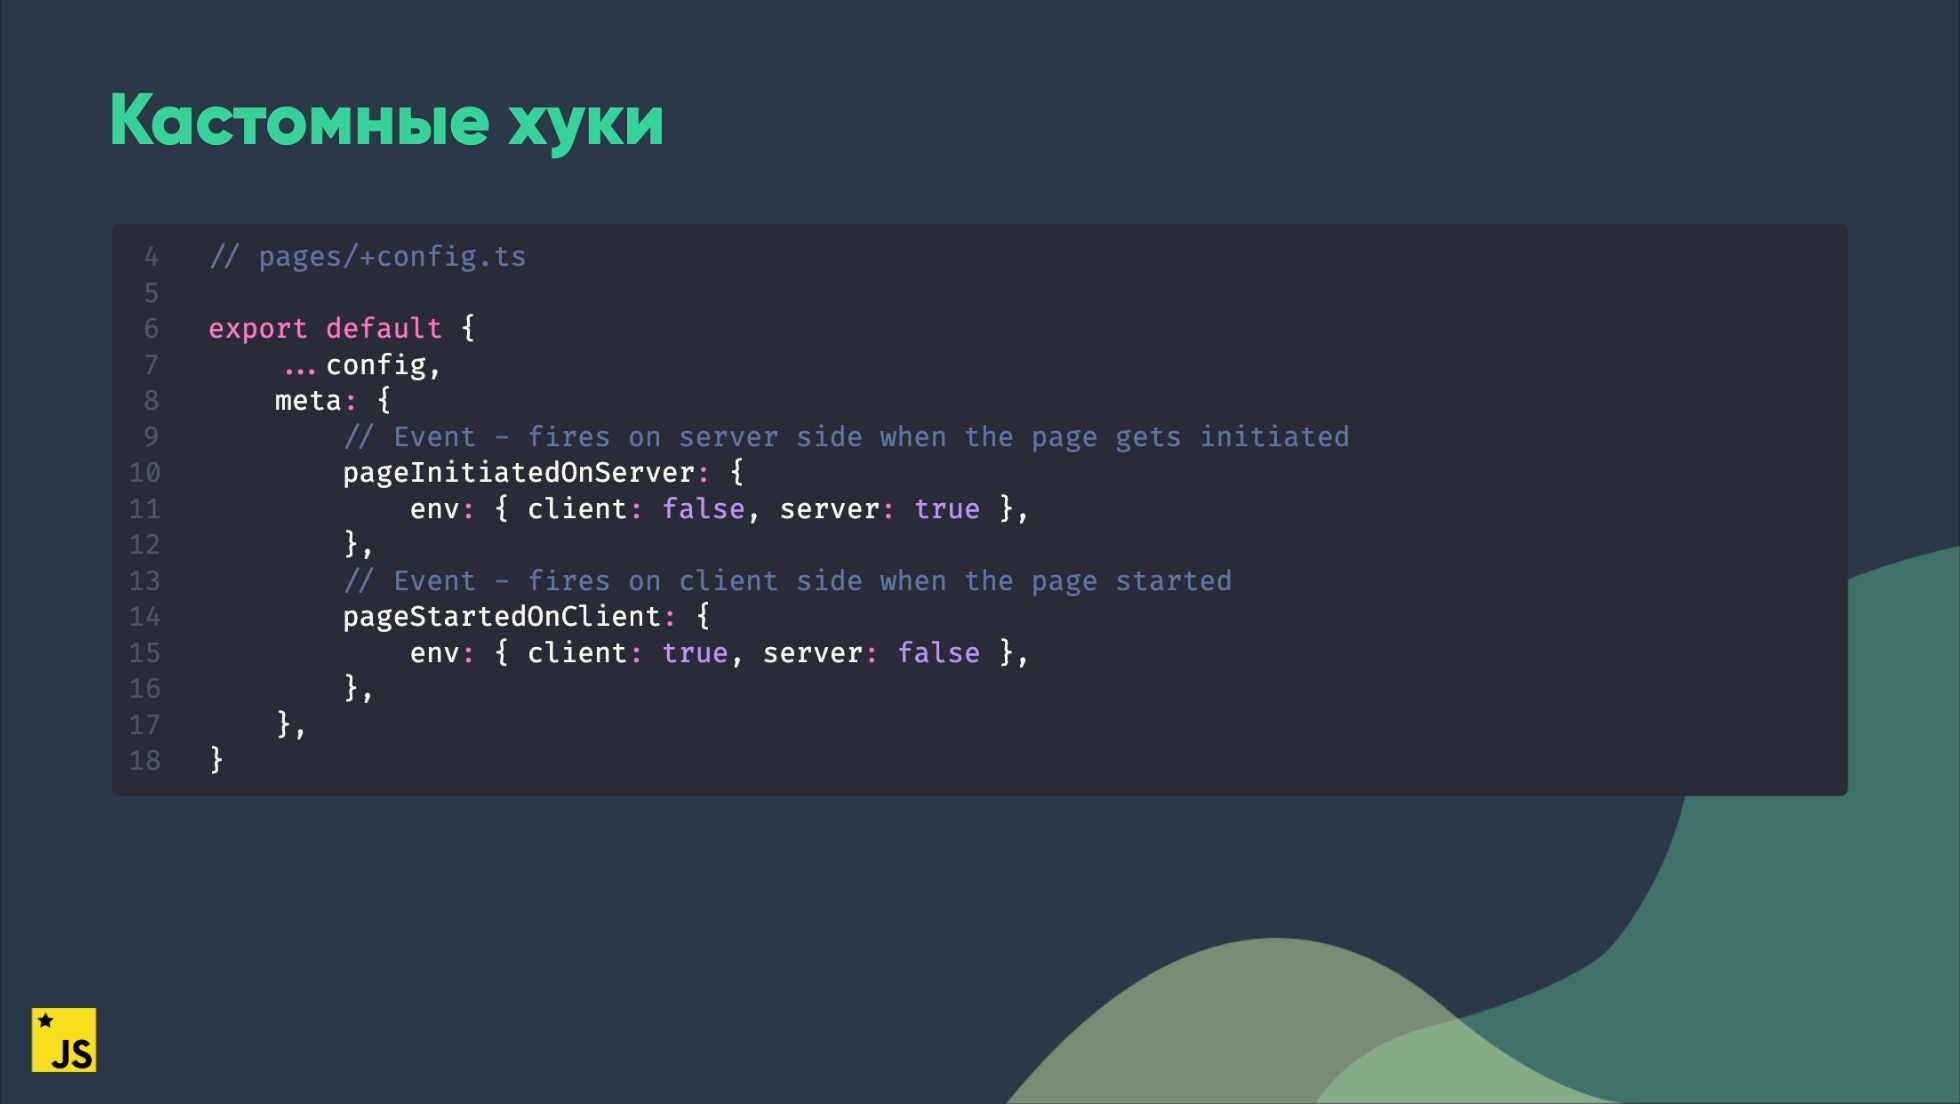 Кастомные хуки
4 // pages/+config.ts
5
6 export default {
7 ...config,
8 meta: {
9 // Event - fires on server side when the page gets initiated
10 pageInitiatedOnServer: {
11 env: { client: false, server: true },
12 },
13 // Event - fires on client side when the page started
14 pageStartedOnClient: {
15 env: { client: true, server: false },
16 },
17 },
18 }
JS